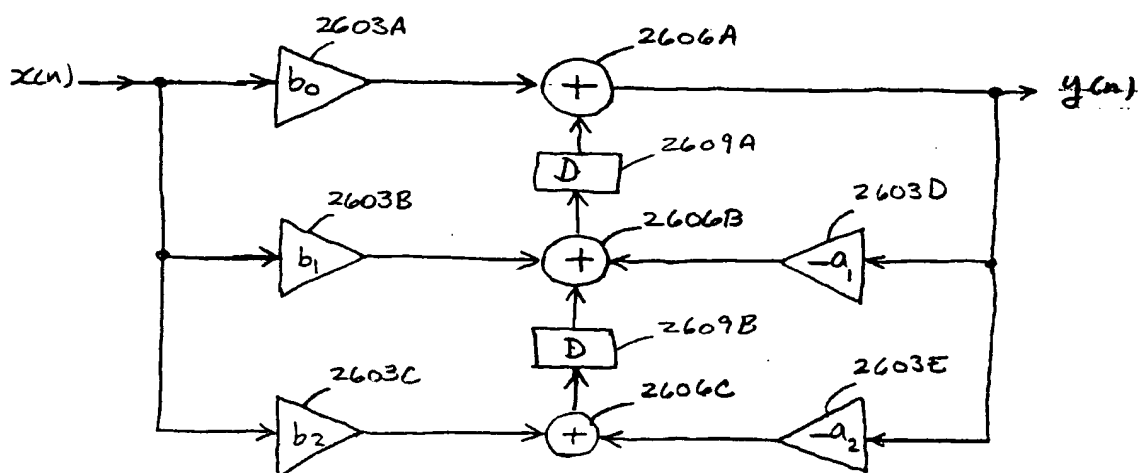 2603A
2606A
x(n)
b₀
+
y(n)
2609A
D
2603B
2606B
2603D
b₁
+
-a₁
2609B
D
2603C
2606C
2603E
b₂
+
-a₂